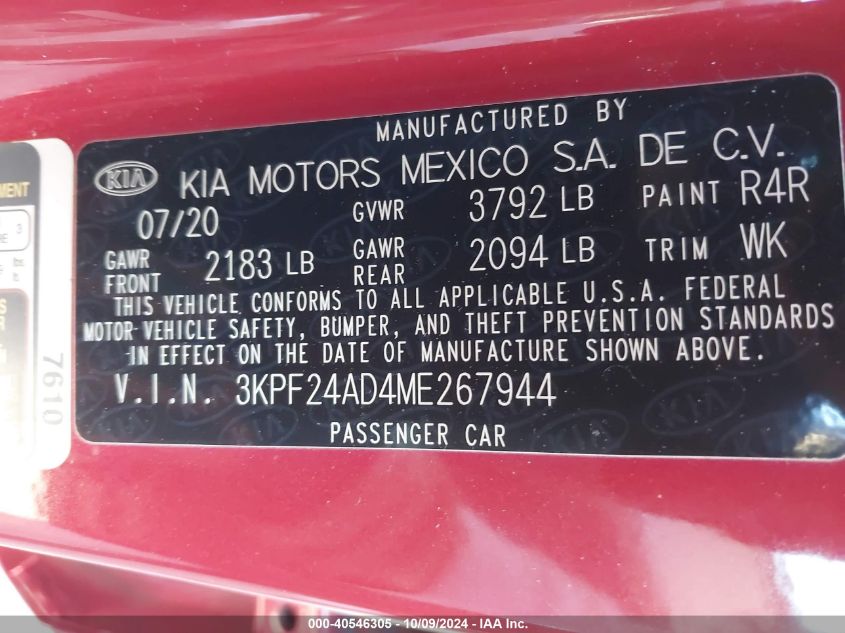 MANUFACTURED BY
KIA KIA MOTORS MEXICO S.A. DE C.V.
07/20 GVWR 3792 LB PAINT R4R
GAWR FRONT 2183 LB GAWR REAR 2094 LB TRIM WK
THIS VEHICLE CONFORMS TO ALL APPLICABLE U.S.A. FEDERAL
MOTOR VEHICLE SAFETY, BUMPER, AND THEFT PREVENTION STANDARDS
IN EFFECT ON THE DATE OF MANUFACTURE SHOWN ABOVE.
V.I.N. 3KPF24AD4ME267944
PASSENGER CAR
7610
000-40546305 - 10/09/2024 - IAA Inc.